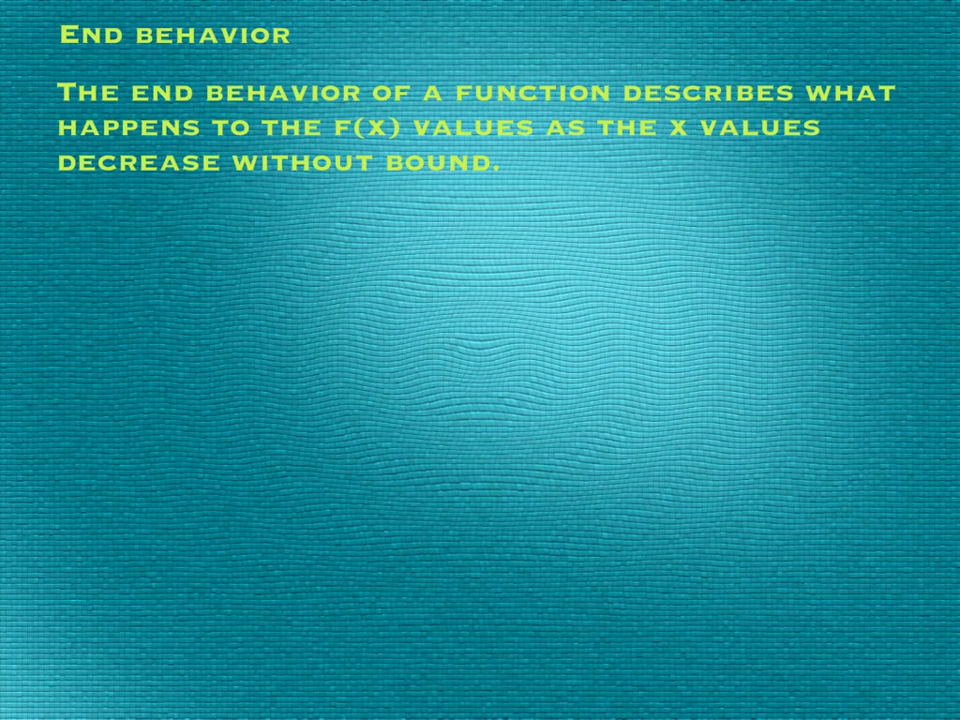 End behavior
The end behavior of a function describes what
happens to the f(x) values as the x values
decrease without bound.